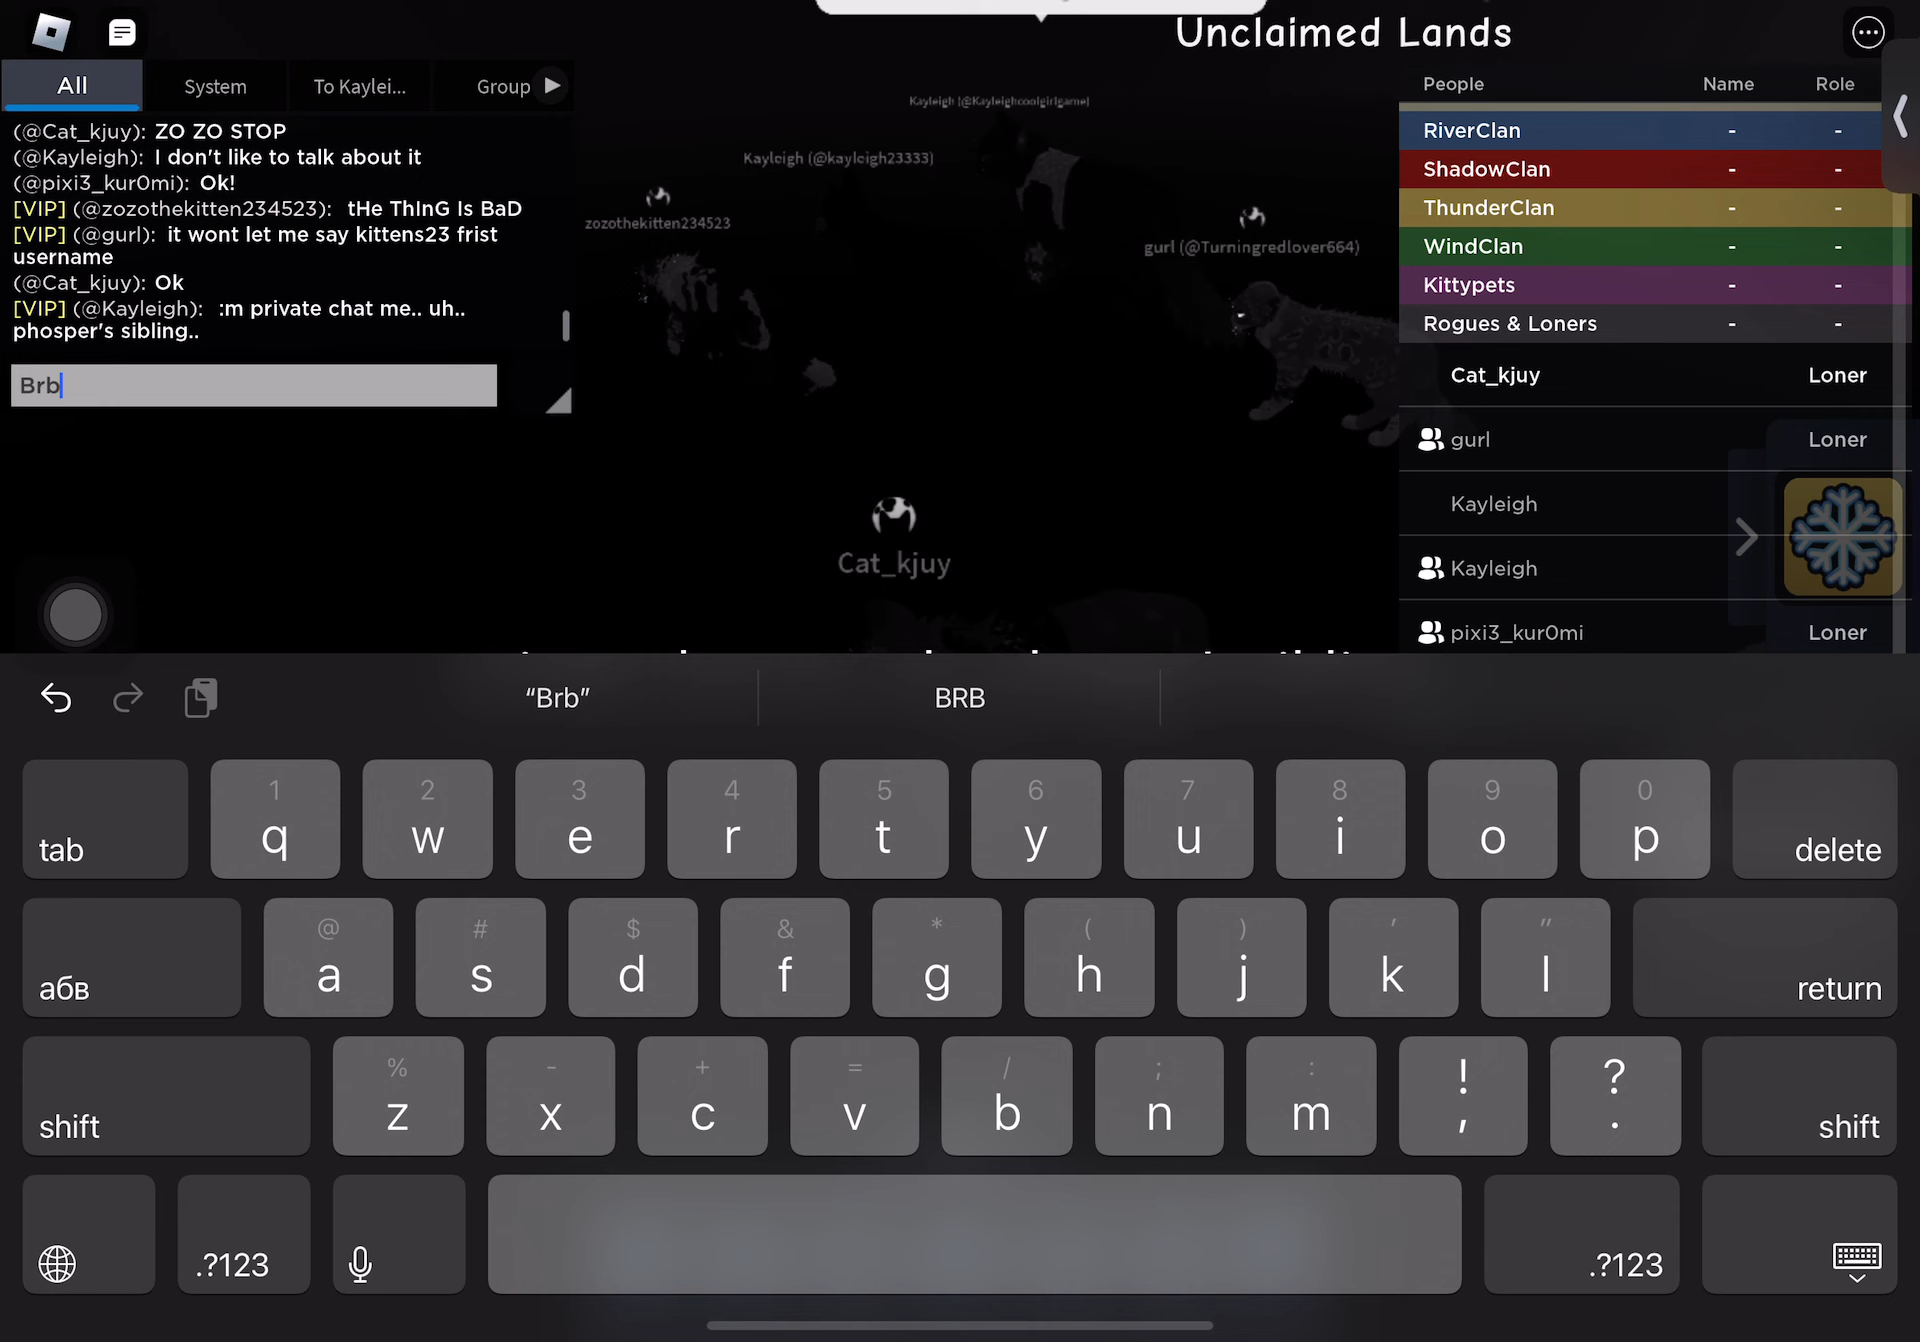 Unclaimed Lands
All System To Kaylei... Group
(@Cat_kjuy): ZO ZO STOP
(@Kayleigh): I don't like to talk about it
(@pixi3_kur0mi): Ok!
[VIP] (@zozothekitten234523): tHe ThInG Is BaD
[VIP] (@gurl): it wont let me say kittens23 frist
username
(@Cat_kjuy): Ok
[VIP] (@Kayleigh): :m private chat me.. uh..
phosper's sibling..
Brb
Kayleigh (@Kayleighcoolgirlgame)
Kayleigh (@kayleigh23333)
zozothekitten234523
gurl (@Turningredlover664)
Cat_kjuy
People Name Role
RiverClan - -
ShadowClan - -
ThunderClan - -
WindClan - -
Kittypets - -
Rogues & Loners - -
Cat_kjuy Loner
gurl Loner
Kayleigh
Kayleigh
pixi3_kur0mi Loner
“Brb” BRB
1 2 3 4 5 6 7 8 9 0
tab q w e r t y u i o p delete
@ # $ & * ( ) ' "
абв a s d f g h j k l return
% - + = / ; : ! ?
shift z x c v b n m , . shift
.?123 .?123